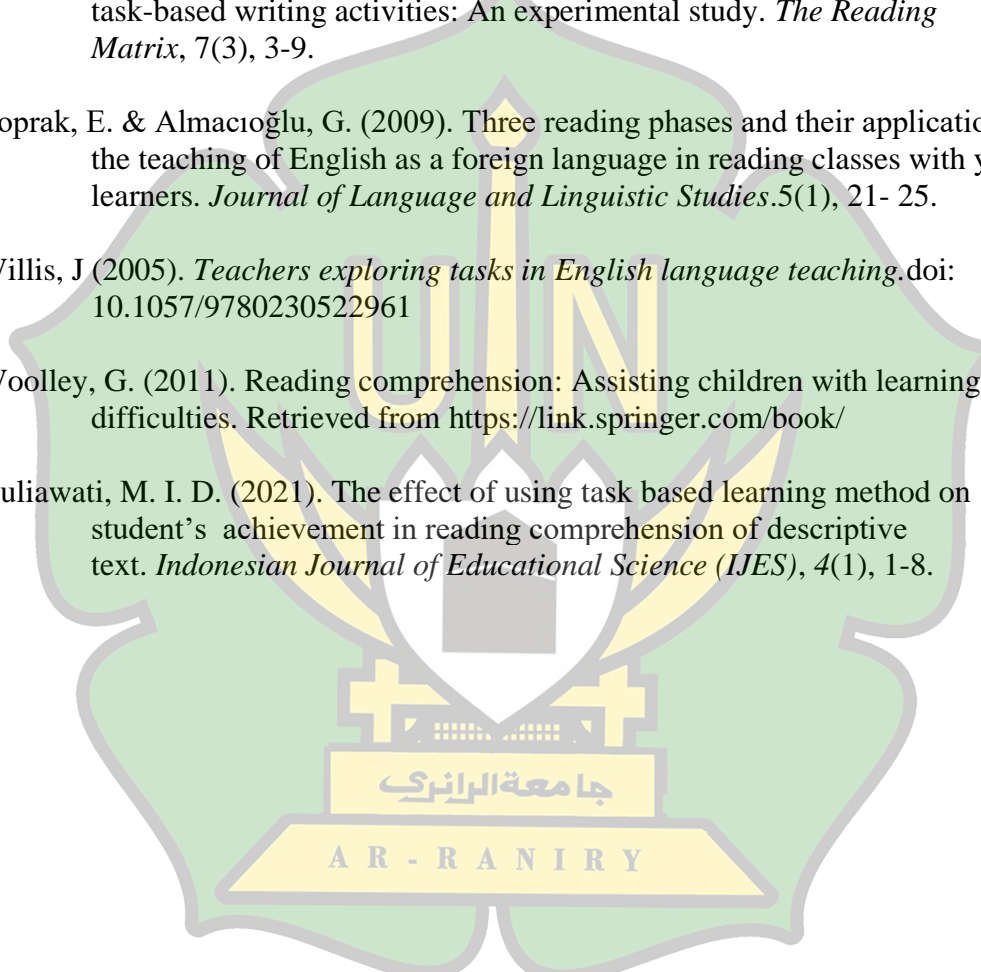 task-based writing activities: An experimental study. The Reading
Matrix, 7(3), 3-9.
oprak, E. & Almacıoğlu, G. (2009). Three reading phases and their applicatio
the teaching of English as a foreign language in reading classes with y
learners. Journal of Language and Linguistic Studies.5(1), 21- 25.
Villis, J (2005). Teachers exploring tasks in English language teaching.doi:
10.1057/9780230522961
Voolley, G. (2011). Reading comprehension: Assisting children with learning
difficulties. Retrieved from https://link.springer.com/book/
uliawati, M. I. D. (2021). The effect of using task based learning method on
student’s  achievement in reading comprehension of descriptive
text. Indonesian Journal of Educational Science (IJES), 4(1), 1-8.
UIN
جامعةالرانري
AR-RANIRY